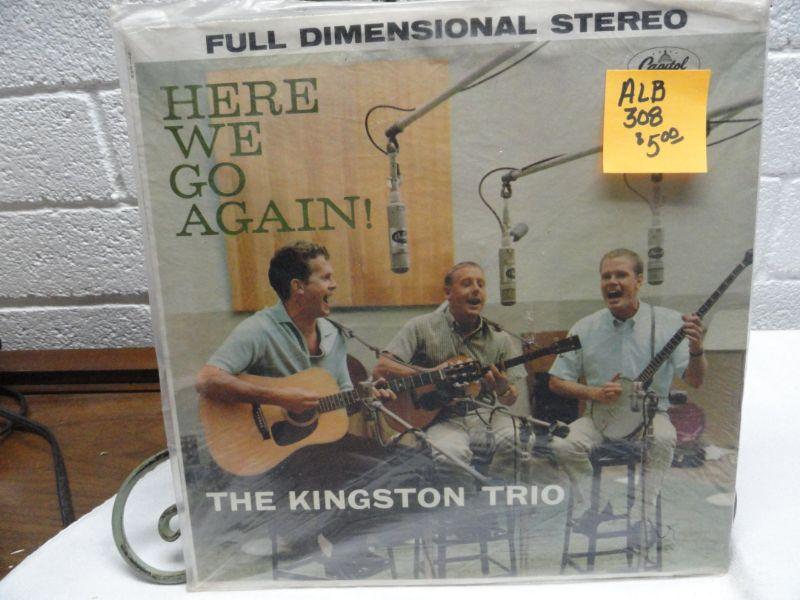 FULL DIMENSIONAL STEREO
Capitol
HERE
WE
GO
AGAIN!
ALB
308
$5.00
THE KINGSTON TRIO